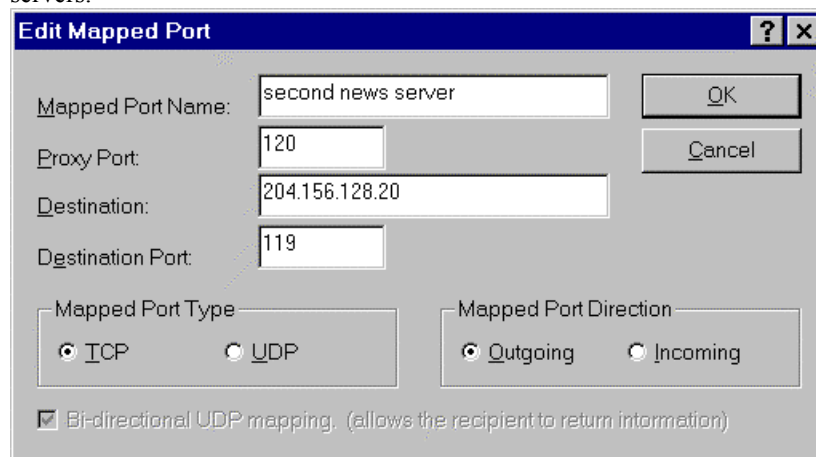 servers.
Edit Mapped Port
Mapped Port Name: second news server OK
Proxy Port: 120 Cancel
Destination: 204.156.128.20
Destination Port: 119
Mapped Port Type Mapped Port Direction
TCP UDP Outgoing Incoming
Bi-directional UDP mapping. (allows the recipient to return information)